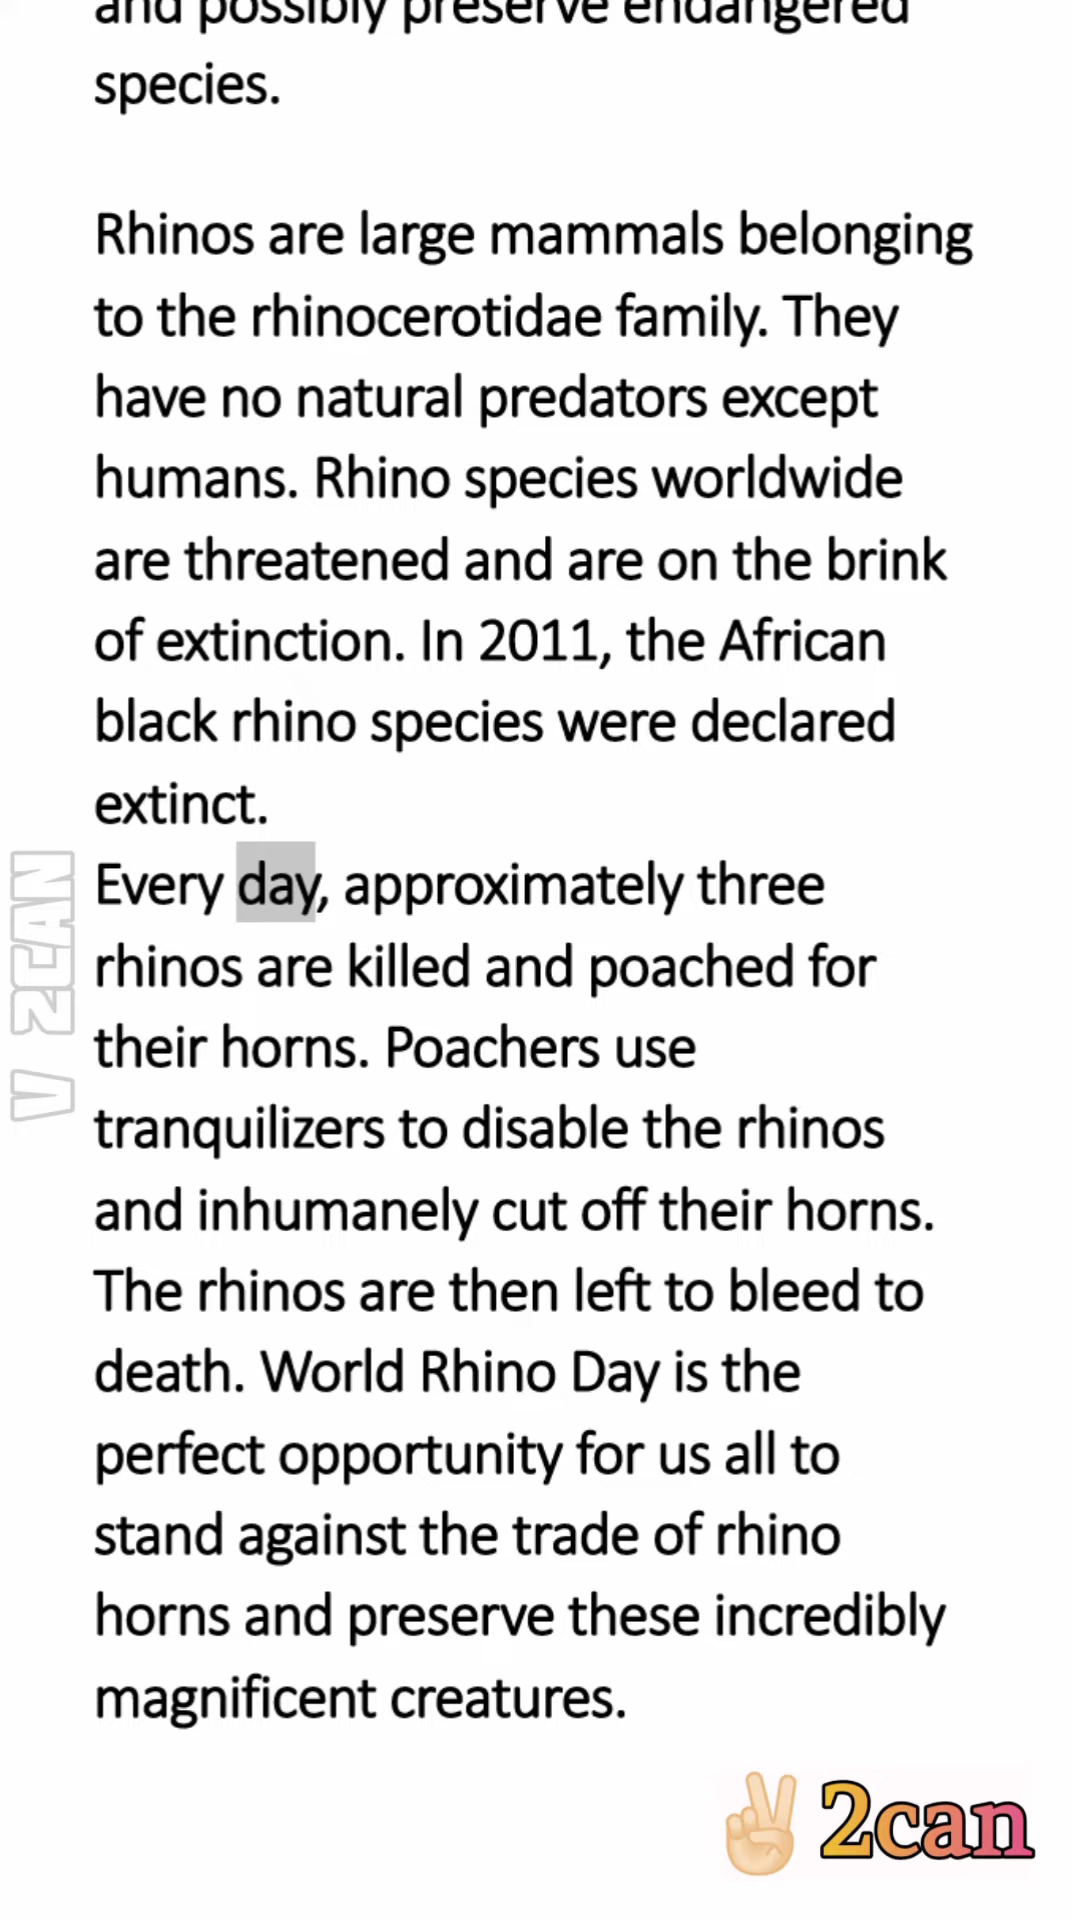 and possibly preserve endangered
species.
Rhinos are large mammals belonging
to the rhinocerotidae family. They
have no natural predators except
humans. Rhino species worldwide
are threatened and are on the brink
of extinction. In 2011, the African
black rhino species were declared
extinct.
Every day, approximately three
rhinos are killed and poached for
their horns. Poachers use
tranquilizers to disable the rhinos
and inhumanely cut off their horns.
The rhinos are then left to bleed to
death. World Rhino Day is the
perfect opportunity for us all to
stand against the trade of rhino
horns and preserve these incredibly
magnificent creatures.
V 2CAN
2can